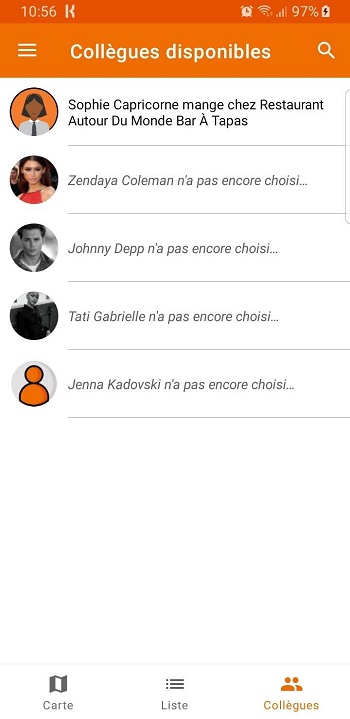 10:56
97%
Collègues disponibles
Sophie Capricorne mange chez Restaurant
Autour Du Monde Bar À Tapas
Zendaya Coleman n'a pas encore choisi...
Johnny Depp n'a pas encore choisi...
Tati Gabrielle n'a pas encore choisi...
Jenna Kadovski n'a pas encore choisi...
Carte
Liste
Collègues